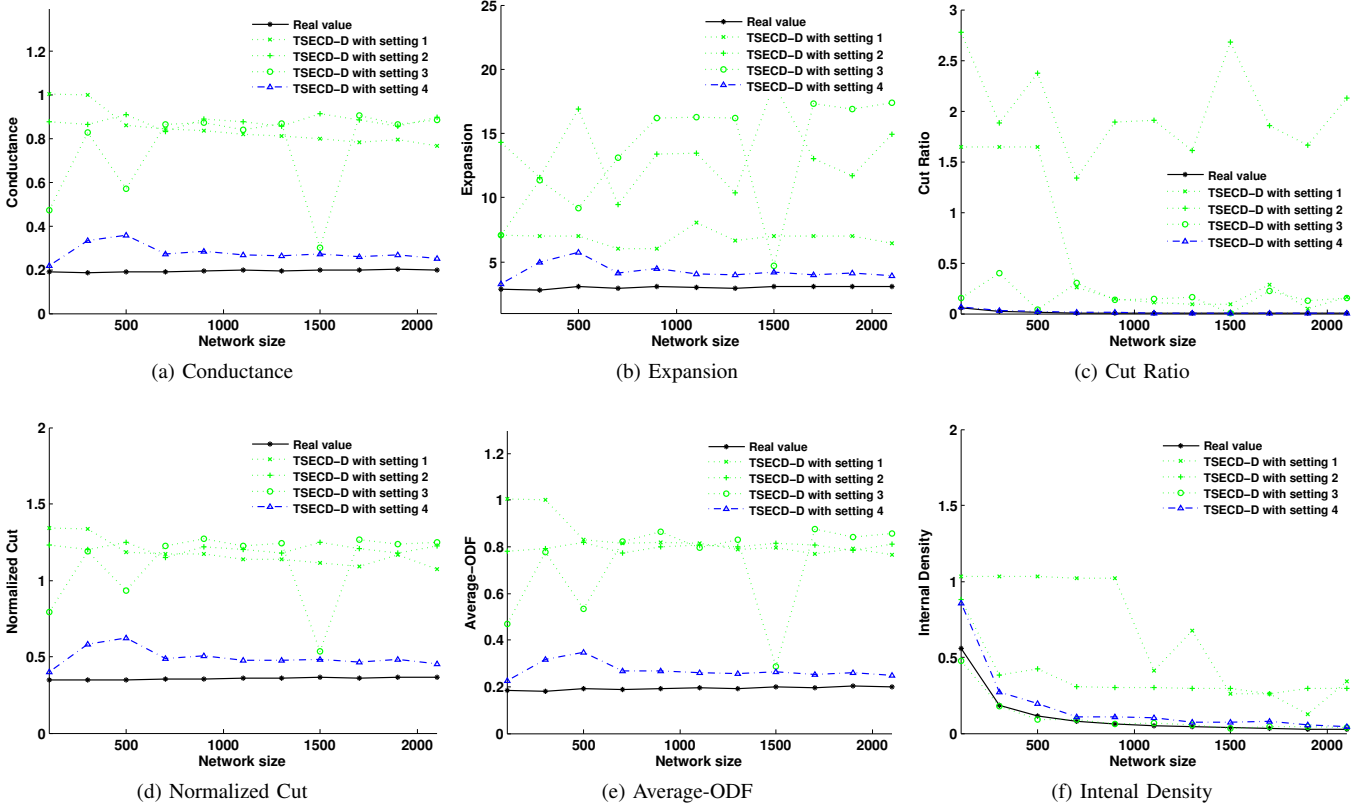 1.2
1
0.8
0.6
0.4
0.2
0
Conductance
500
1000
1500
2000
Network size
Real value
TSECD−D with setting 1
TSECD−D with setting 2
TSECD−D with setting 3
TSECD−D with setting 4
(a) Conductance
25
20
15
10
5
Expansion
500
1000
1500
2000
Network size
Real value
TSECD−D with setting 1
TSECD−D with setting 2
TSECD−D with setting 3
TSECD−D with setting 4
(b) Expansion
3
2.5
2
1.5
1
0.5
0
Cut Ratio
500
1000
1500
2000
Network size
Real value
TSECD−D with setting 1
TSECD−D with setting 2
TSECD−D with setting 3
TSECD−D with setting 4
(c) Cut Ratio
2
1.5
1
0.5
0
Normalized Cut
500
1000
1500
2000
Network size
Real value
TSECD−D with setting 1
TSECD−D with setting 2
TSECD−D with setting 3
TSECD−D with setting 4
(d) Normalized Cut
1.2
1
0.8
0.6
0.4
0.2
0
Average−ODF
500
1000
1500
2000
Network size
Real value
TSECD−D with setting 1
TSECD−D with setting 2
TSECD−D with setting 3
TSECD−D with setting 4
(e) Average-ODF
2
1.5
1
0.5
0
Internal Density
500
1000
1500
2000
Network size
Real value
TSECD−D with setting 1
TSECD−D with setting 2
TSECD−D with setting 3
TSECD−D with setting 4
(f) Intenal Density